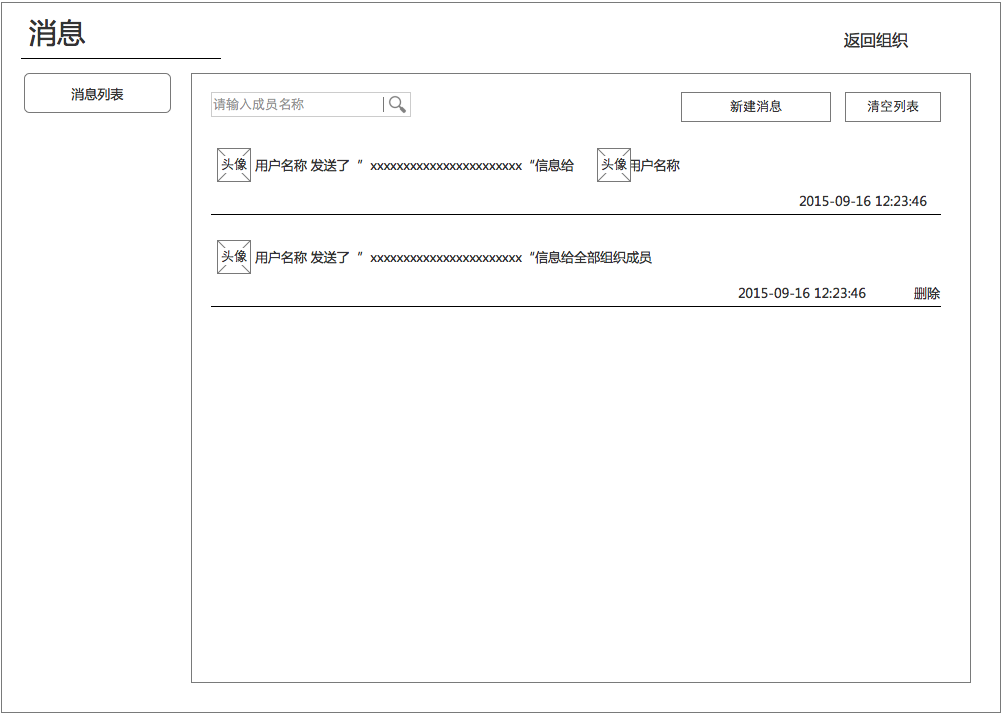 消息
返回组织
消息列表
请输入成员名称
新建消息
清空列表
头像 用户名称 发送了 ” xxxxxxxxxxxxxxxxxxxxxxx “信息给 头像 用户名称
2015-09-16 12:23:46
头像 用户名称 发送了 ” xxxxxxxxxxxxxxxxxxxxxxx “信息给全部组织成员
2015-09-16 12:23:46 删除